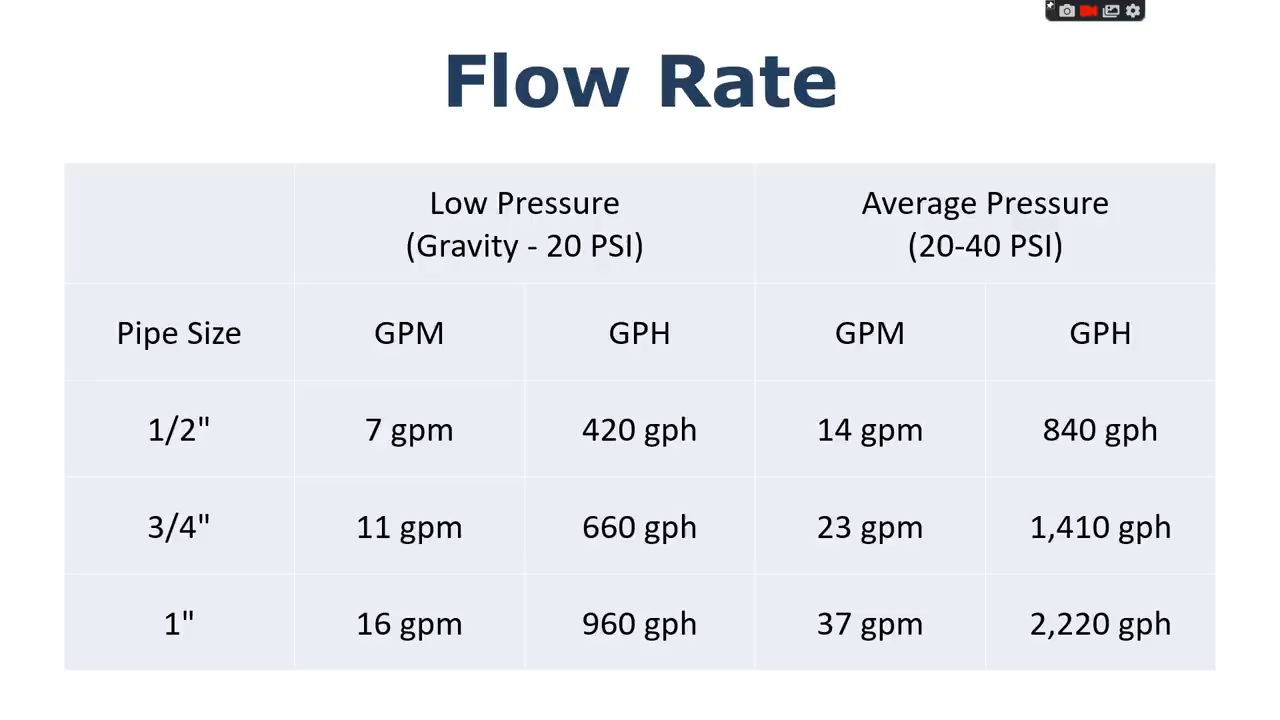 Flow Rate
Low Pressure
(Gravity - 20 PSI)
Average Pressure
(20-40 PSI)
Pipe Size GPM GPH GPM GPH
1/2" 7 gpm 420 gph 14 gpm 840 gph
3/4" 11 gpm 660 gph 23 gpm 1,410 gph
1" 16 gpm 960 gph 37 gpm 2,220 gph